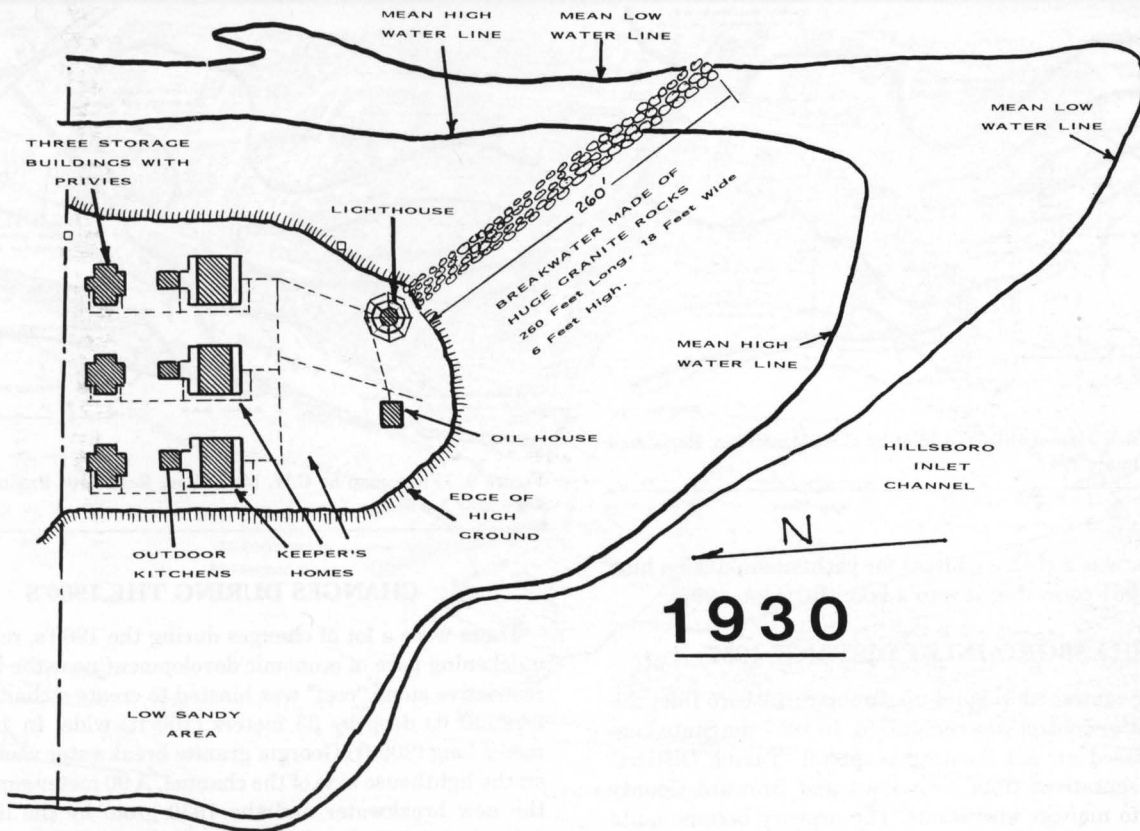 MEAN HIGH
WATER LINE
MEAN LOW
WATER LINE
MEAN LOW
WATER LINE
THREE STORAGE
BUILDINGS WITH
PRIVIES
LIGHTHOUSE
260
BREAKWATER MADE OF
HUGE GRANITE ROCKS
260 Feet Long, 18 Feet Wide
6 Feet High.
MEAN HIGH
WATER LINE
OIL HOUSE
HILLSBORO
INLET
CHANNEL
EDGE OF
HIGH
GROUND
OUTDOOR
KITCHENS
KEEPER'S
HOMES
N
1930
LOW SANDY
AREA
CHANGES DURING THE 1900'S